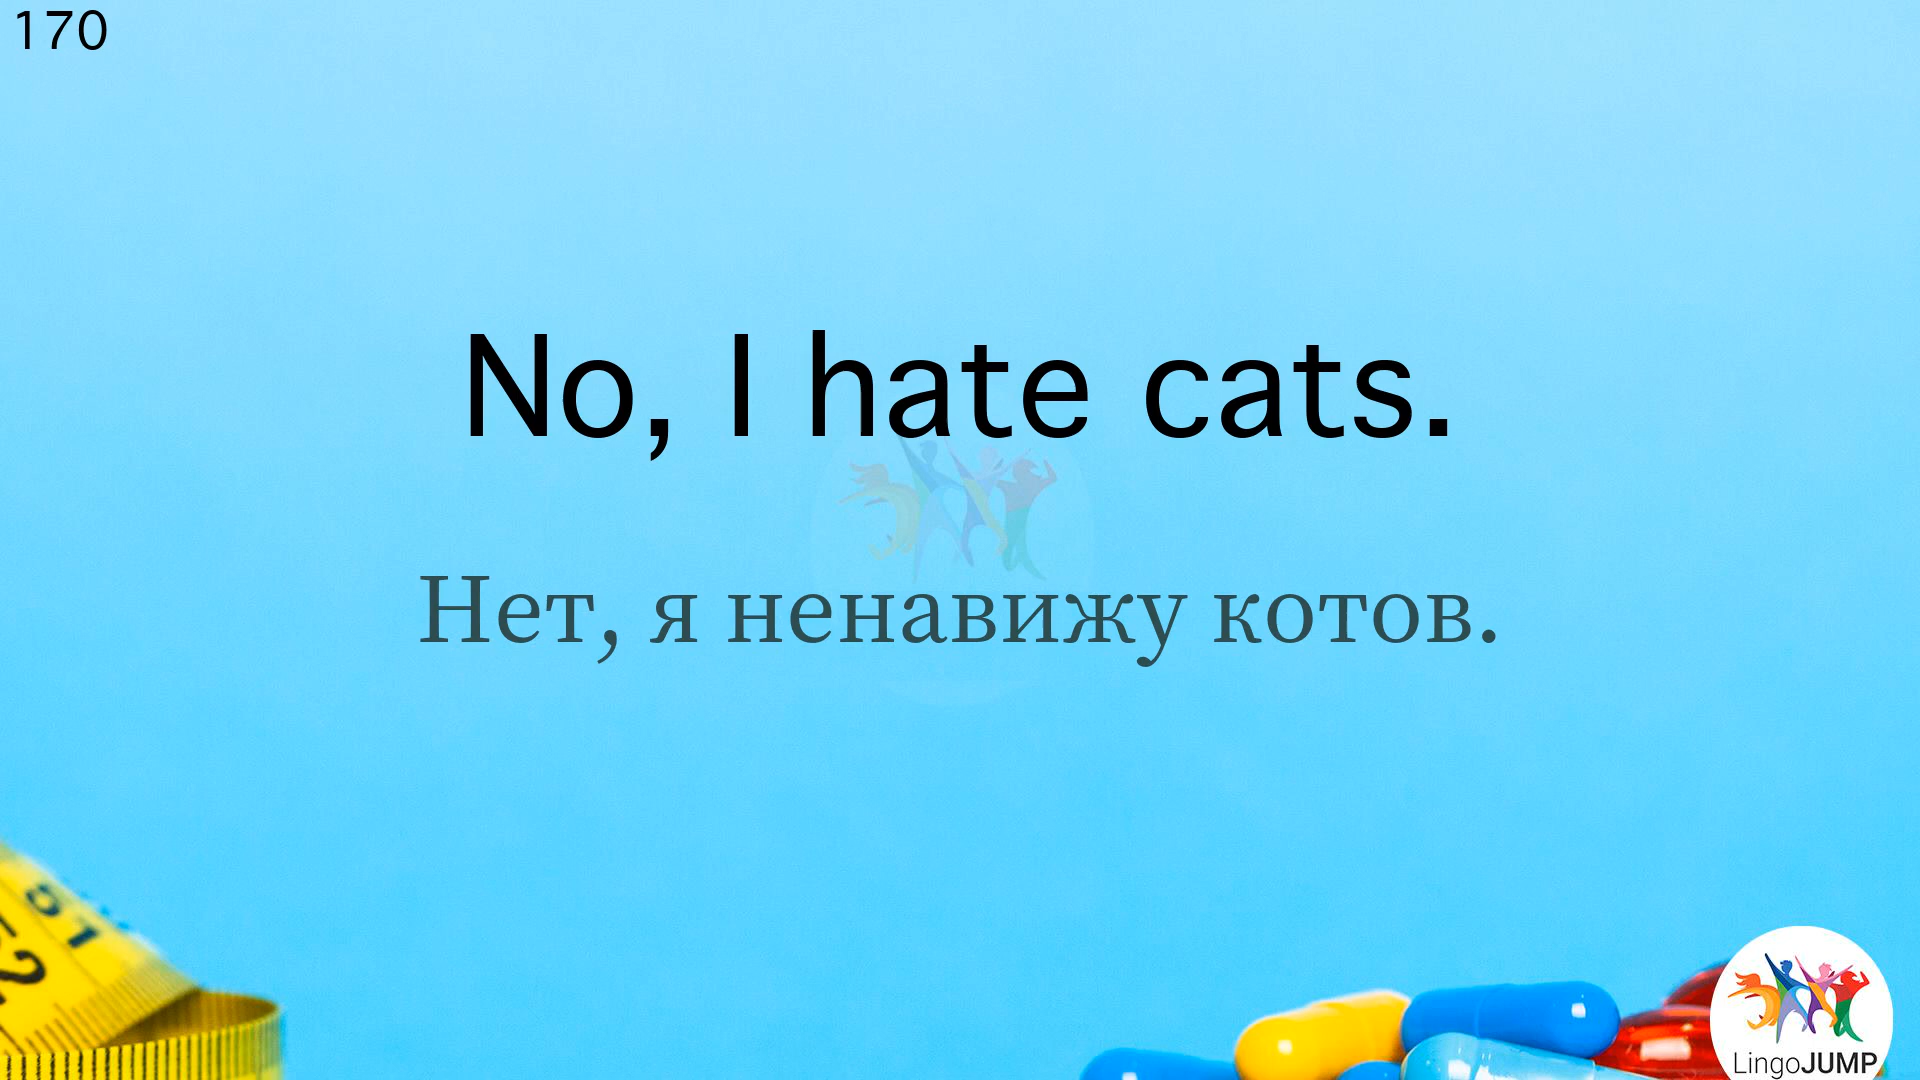 170
No, I hate cats.
Нет, я ненавижу котов.
LingoJUMP